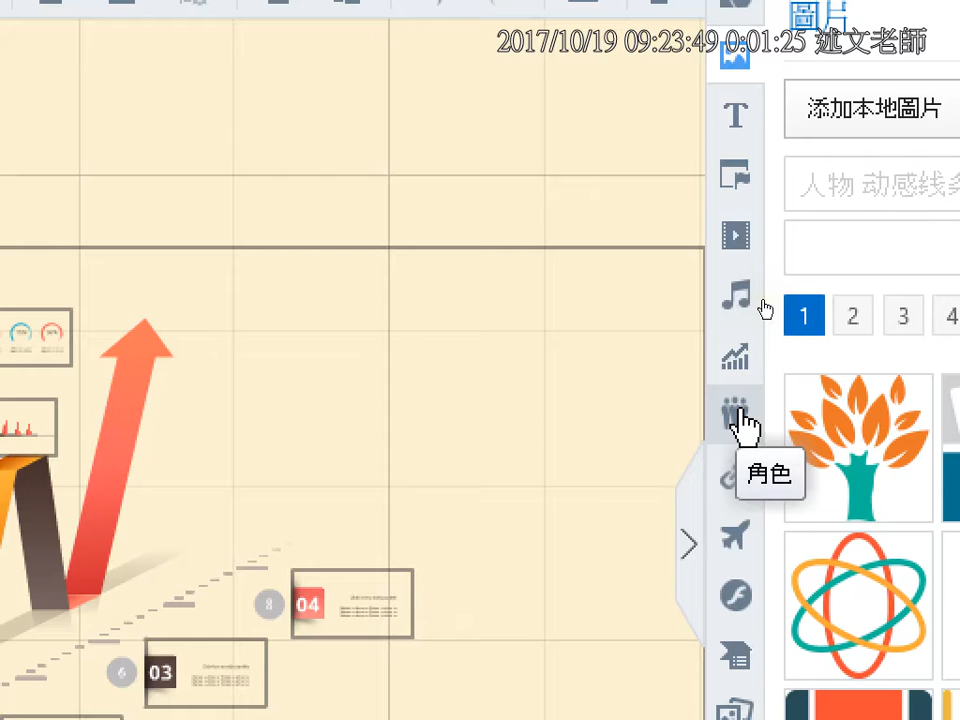 圖片
2017/10/19 09:23:49 0:01:25 述文老師
添加本地圖片
人物 动感线
1 2 3 4
角色
8 04
6 03